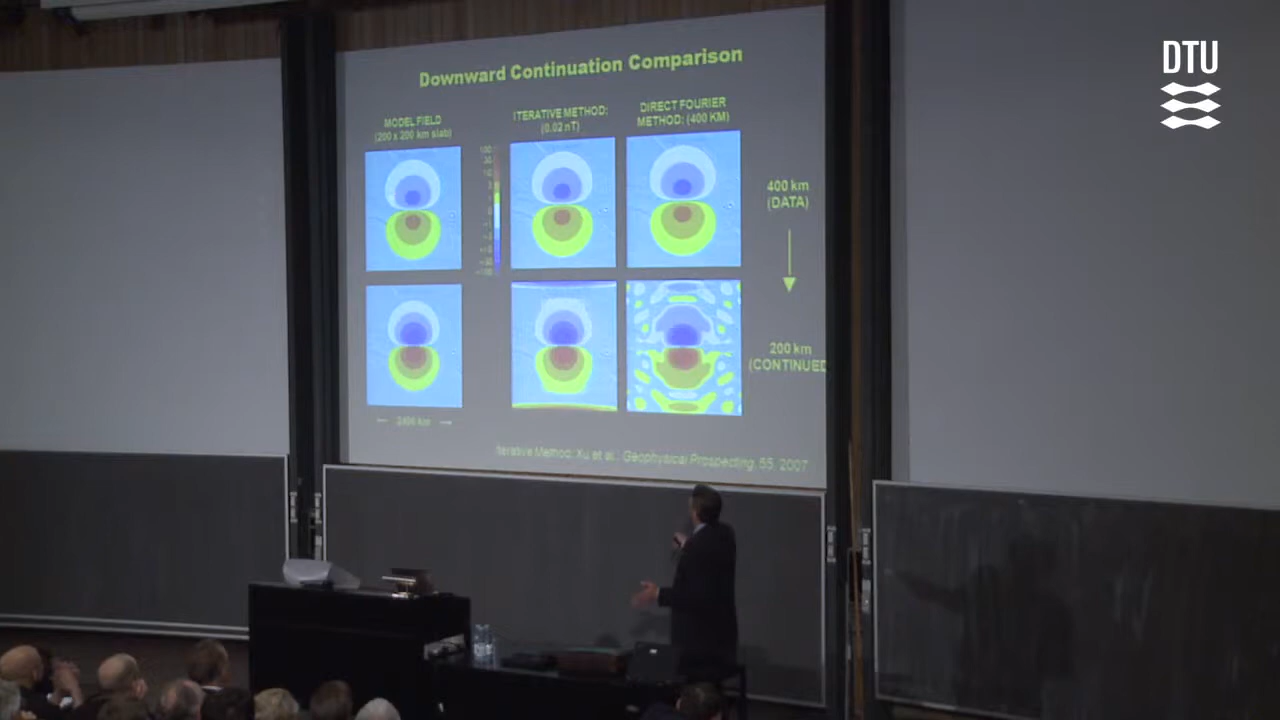 DTU
Downward Continuation Comparison
MODEL FIELD
(200 x 200 km slab)
ITERATIVE METHOD:
(0.02 nT)
DIRECT FOURIER
METHOD: (400 KM)
400 km
(DATA)
200 km
(CONTINUED
Iterative Method: Xu et al., Geophysical Prospecting, 55, 2007